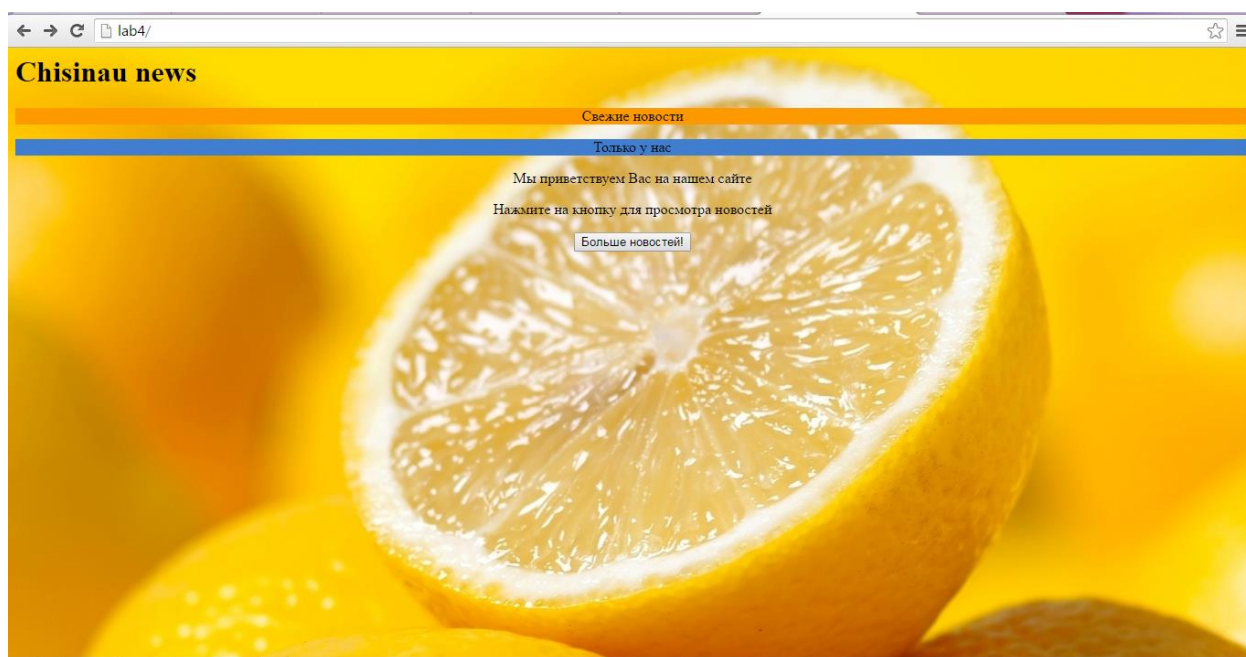 lab4/
Chisinau news
Свежие новости
Только у нас
Мы приветствуем Вас на нашем сайте
Нажмите на кнопку для просмотра новостей
Больше новостей!